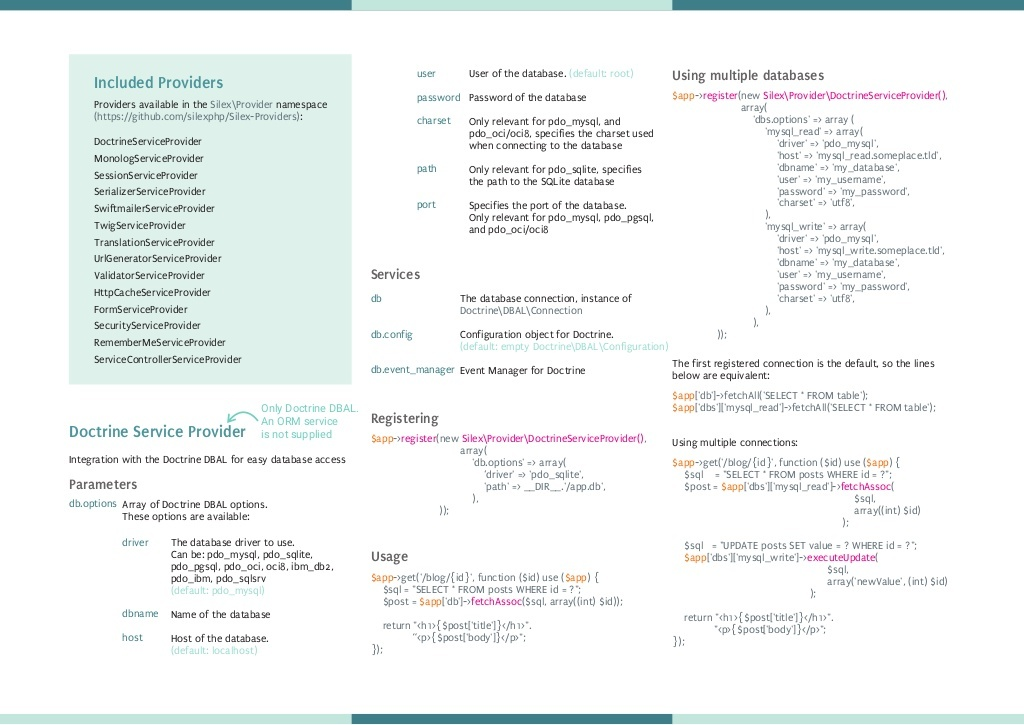 Included Providers
Providers available in the Silex\Provider namespace
(https://github.com/silexphp/Silex-Providers):
DoctrineServiceProvider
MonologServiceProvider
SessionServiceProvider
SerializerServiceProvider
SwiftmailerServiceProvider
TwigServiceProvider
TranslationServiceProvider
UrlGeneratorServiceProvider
ValidatorServiceProvider
HttpCacheServiceProvider
FormServiceProvider
SecurityServiceProvider
RememberMeServiceProvider
ServiceControllerServiceProvider
Only Doctrine DBAL.
An ORM service
is not supplied
Doctrine Service Provider
Integration with the Doctrine DBAL for easy database access
Parameters
db.options Array of Doctrine DBAL options.
These options are available:
driver The database driver to use.
Can be: pdo_mysql, pdo_sqlite,
pdo_pgsql, pdo_oci, oci8, ibm_db2,
pdo_ibm, pdo_sqlsrv
(default: pdo_mysql)
dbname Name of the database
host Host of the database.
(default: localhost)
user User of the database. (default: root)
password Password of the database
charset Only relevant for pdo_mysql, and
pdo_oci/oci8, specifies the charset used
when connecting to the database
path Only relevant for pdo_sqlite, specifies
the path to the SQLite database
port Specifies the port of the database.
Only relevant for pdo_mysql, pdo_pgsql,
and pdo_oci/oci8
Services
db The database connection, instance of
Doctrine\DBAL\Connection
db.config Configuration object for Doctrine.
(default: empty Doctrine\DBAL\Configuration)
db.event_manager Event Manager for Doctrine
Registering
$app->register(new Silex\Provider\DoctrineServiceProvider(),
array(
'db.options' => array(
'driver' => 'pdo_sqlite',
'path' => __DIR__.'/app.db',
),
));
Usage
$app->get('/blog/{id}', function ($id) use ($app) {
$sql = "SELECT * FROM posts WHERE id = ?";
$post = $app['db']->fetchAssoc($sql, array((int) $id));
return "<h1>{$post['title']}</h1>".
"<p>{$post['body']}</p>";
});
Using multiple databases
$app->register(new Silex\Provider\DoctrineServiceProvider(),
array(
'dbs.options' => array (
'mysql_read' => array(
'driver' => 'pdo_mysql',
'host' => 'mysql_read.someplace.tld',
'dbname' => 'my_database',
'user' => 'my_username',
'password' => 'my_password',
'charset' => 'utf8',
),
'mysql_write' => array(
'driver' => 'pdo_mysql',
'host' => 'mysql_write.someplace.tld',
'dbname' => 'my_database',
'user' => 'my_username',
'password' => 'my_password',
'charset' => 'utf8',
),
),
));
The first registered connection is the default, so the lines
below are equivalent:
$app['db']->fetchAll('SELECT * FROM table');
$app['dbs']['mysql_read']->fetchAll('SELECT * FROM table');
Using multiple connections:
$app->get('/blog/{id}', function ($id) use ($app) {
$sql = "SELECT * FROM posts WHERE id = ?";
$post = $app['dbs']['mysql_read']->fetchAssoc(
$sql,
array((int) $id)
);
$sql = "UPDATE posts SET value = ? WHERE id = ?";
$app['dbs']['mysql_write']->executeUpdate(
$sql,
array('newValue', (int) $id)
);
return "<h1>{$post['title']}</h1>".
"<p>{$post['body']}</p>";
});